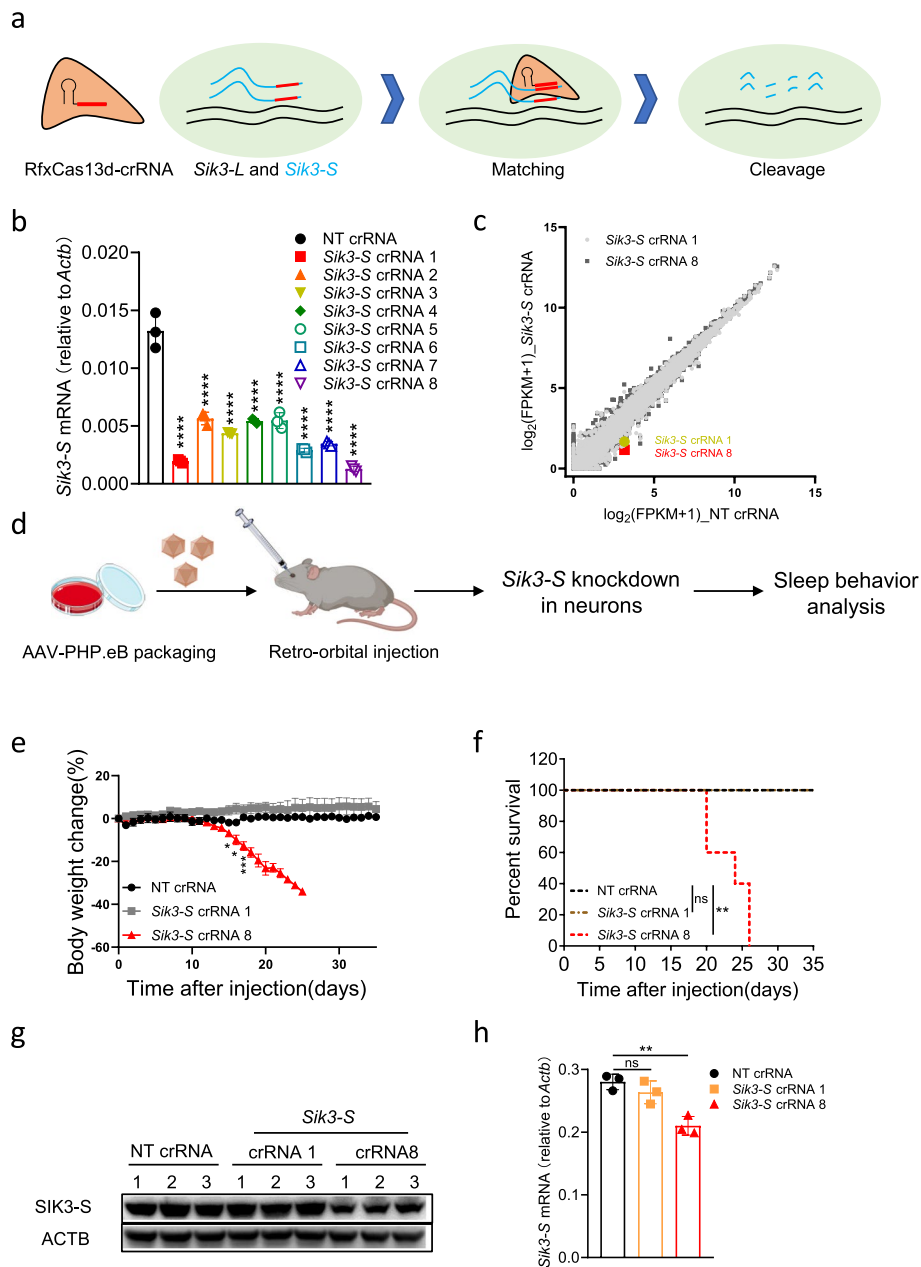 a
RfxCas13d-crRNA
Sik3-L and Sik3-S
Matching
Cleavage
b
Sik3-S mRNA (relative to Actb)
0.020
0.015
0.010
0.005
0.000
****
****
****
****
****
****
****
****
NT crRNA
Sik3-S crRNA 1
Sik3-S crRNA 2
Sik3-S crRNA 3
Sik3-S crRNA 4
Sik3-S crRNA 5
Sik3-S crRNA 6
Sik3-S crRNA 7
Sik3-S crRNA 8
c
log2(FPKM+1)_Sik3-S crRNA
15
10
5
0
Sik3-S crRNA 1
Sik3-S crRNA 8
Sik3-S crRNA 1
Sik3-S crRNA 8
0 5 10 15
log2(FPKM+1)_NT crRNA
d
AAV-PHP.eB packaging
Retro-orbital injection
Sik3-S knockdown
in neurons
Sleep behavior
analysis
e
Body weight change(%)
20
0
-20
-40
-60
*
*
***
NT crRNA
Sik3-S crRNA 1
Sik3-S crRNA 8
0 10 20 30
Time after injection(days)
f
Percent survival
120
100
80
60
40
20
0
NT crRNA
Sik3-S crRNA 1
Sik3-S crRNA 8
ns
**
0 5 10 15 20 25 30 35
Time after injection(days)
g
Sik3-S
NT crRNA crRNA 1 crRNA8
1 2 3 1 2 3 1 2 3
SIK3-S
ACTB
h
Sik3-S mRNA (relative to Actb)
0.3
0.2
0.1
0.0
**
ns
NT crRNA
Sik3-S crRNA 1
Sik3-S crRNA 8